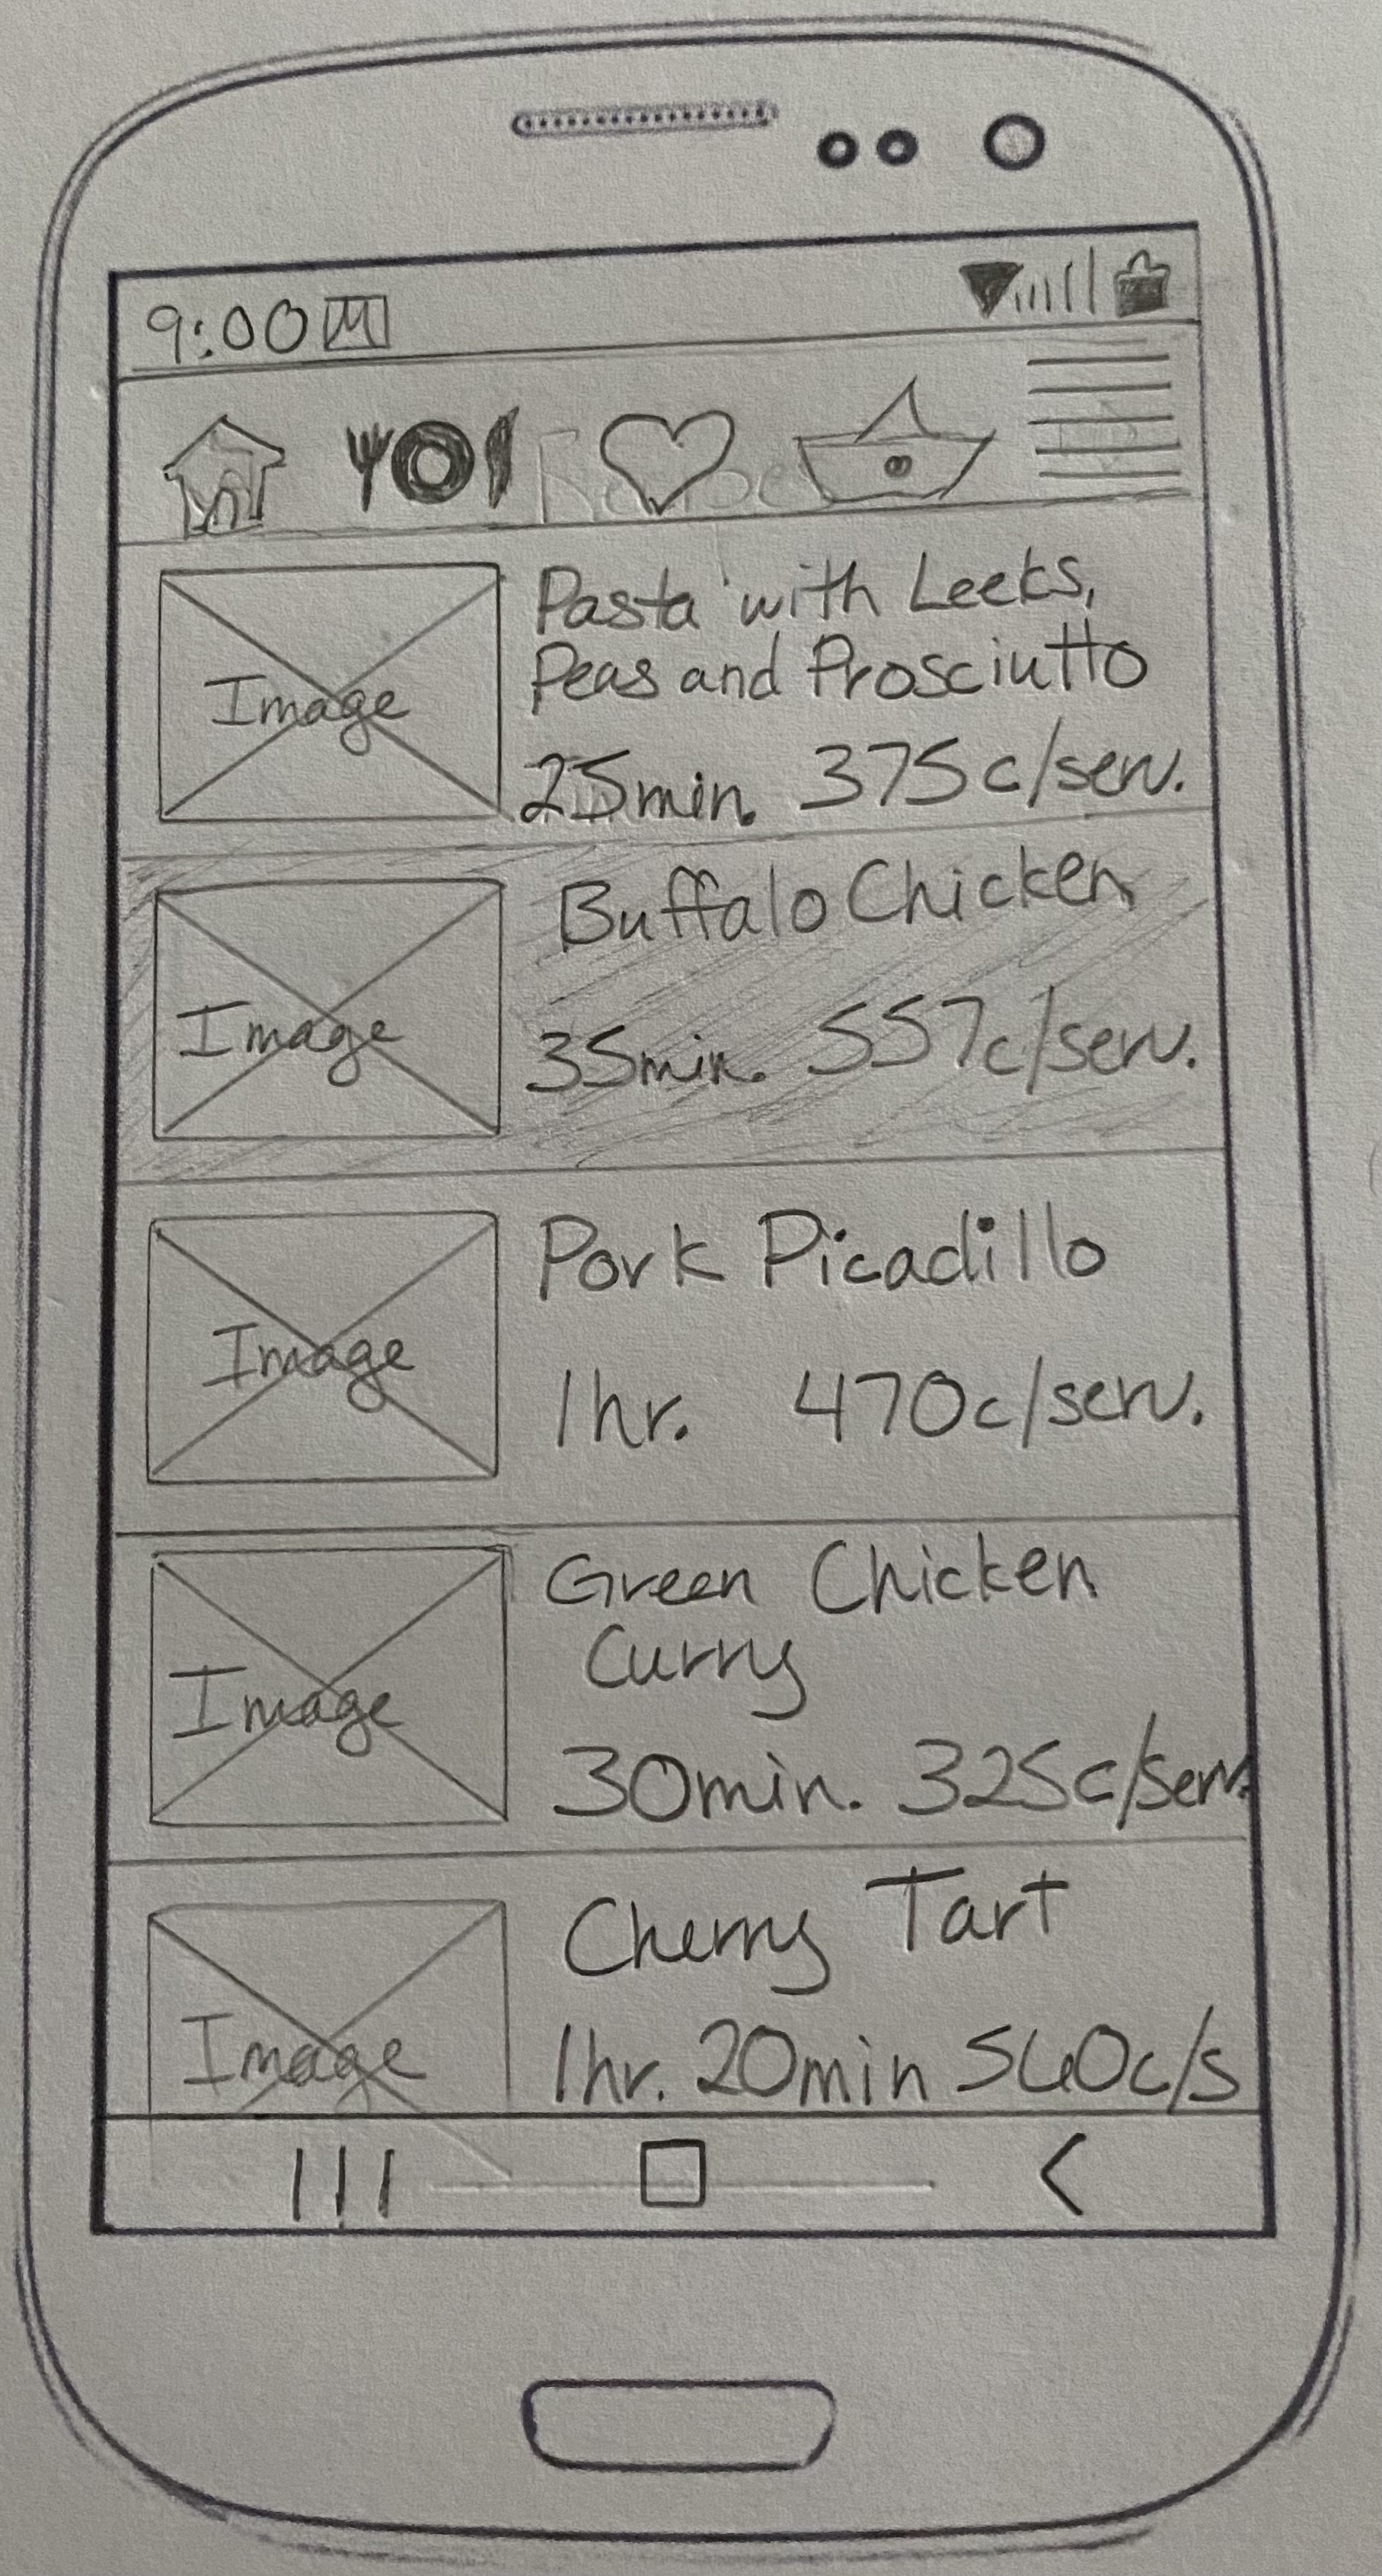 9:00 M
Pasta with Leeks,
Peas and Prosciutto
Image
25min. 375c/serv.
Buffalo Chicken
Image
35min. 557c/serv.
Pork Picadillo
Image
1hr. 470c/serv.
Green Chicken
Curry
Image
30min. 325c/serv.
Cherry Tart
Image
1hr. 20min 560c/s